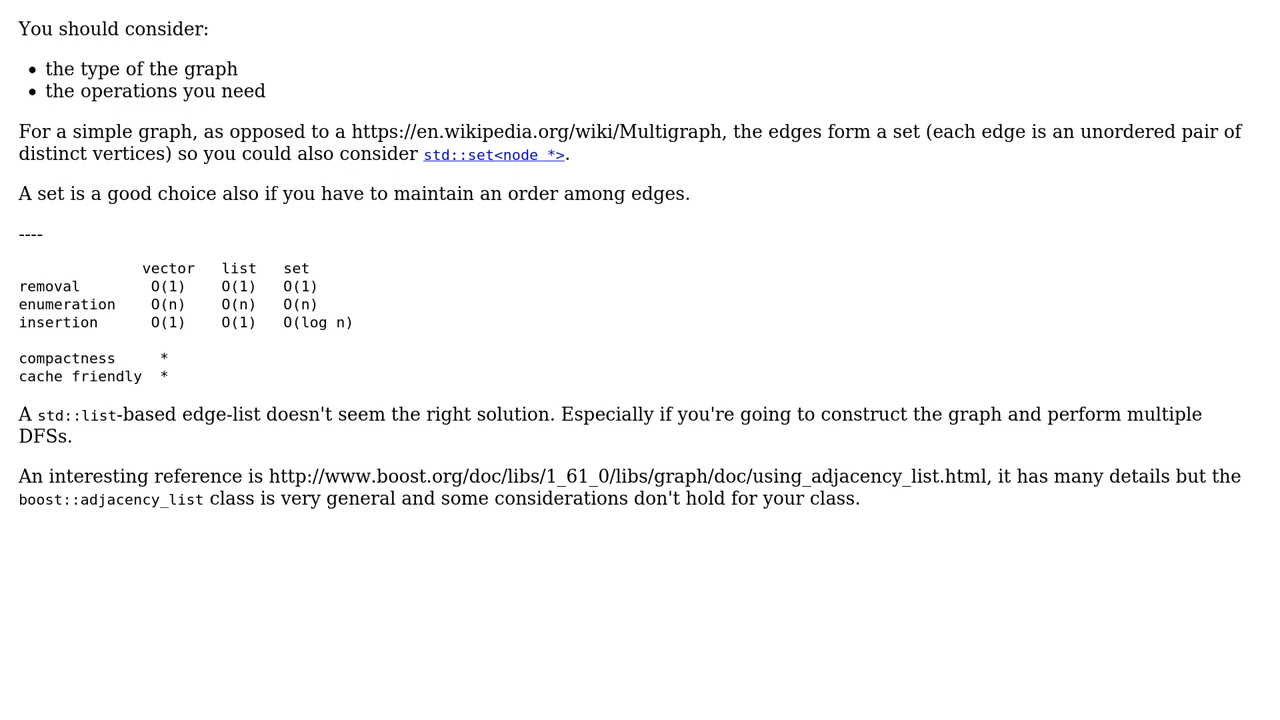 You should consider:
• the type of the graph
• the operations you need
For a simple graph, as opposed to a https://en.wikipedia.org/wiki/Multigraph, the edges form a set (each edge is an unordered pair of
distinct vertices) so you could also consider std::set<node *>.
A set is a good choice also if you have to maintain an order among edges.
----
              vector   list   set
removal        O(1)    O(1)   O(1)
enumeration    O(n)    O(n)   O(n)
insertion      O(1)    O(1)   O(log n)
compactness     *
cache friendly  *
A std::list-based edge-list doesn't seem the right solution. Especially if you're going to construct the graph and perform multiple
DFSs.
An interesting reference is http://www.boost.org/doc/libs/1_61_0/libs/graph/doc/using_adjacency_list.html, it has many details but the
boost::adjacency_list class is very general and some considerations don't hold for your class.